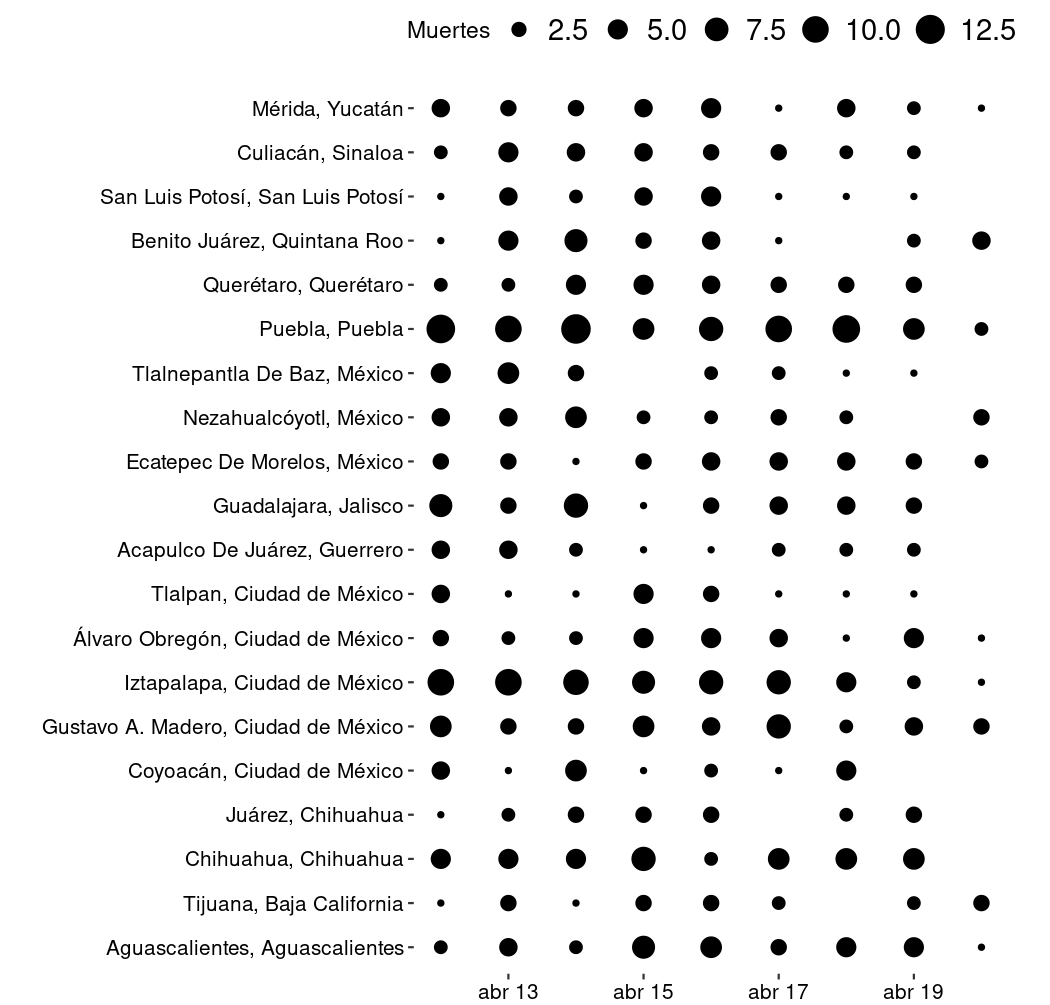 Muertes 2.5 5.0 7.5 10.0 12.5
Mérida, Yucatán
Culiacán, Sinaloa
San Luis Potosí, San Luis Potosí
Benito Juárez, Quintana Roo
Querétaro, Querétaro
Puebla, Puebla
Tlalnepantla De Baz, México
Nezahualcóyotl, México
Ecatepec De Morelos, México
Guadalajara, Jalisco
Acapulco De Juárez, Guerrero
Tlalpan, Ciudad de México
Álvaro Obregón, Ciudad de México
Iztapalapa, Ciudad de México
Gustavo A. Madero, Ciudad de México
Coyoacán, Ciudad de México
Juárez, Chihuahua
Chihuahua, Chihuahua
Tijuana, Baja California
Aguascalientes, Aguascalientes
abr 13 abr 15 abr 17 abr 19